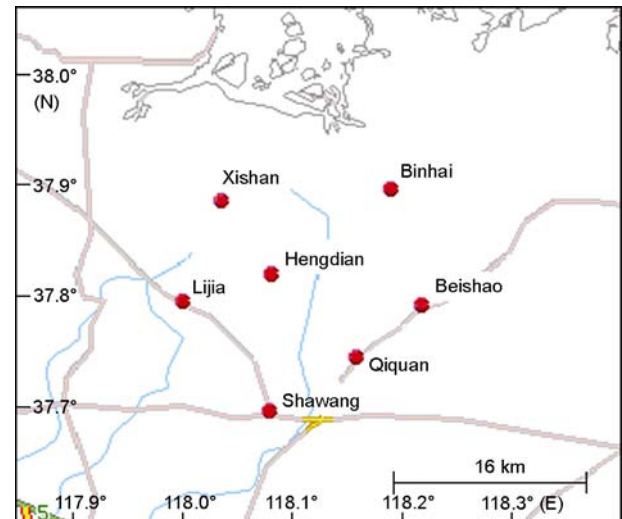 38.0°
(N)
37.9°
37.8°
37.7°
Xishan
Binhai
Hengdian
Lijia
Beishao
Qiquan
Shawang
16 km
117.9° 118.0° 118.1° 118.2° 118.3° (E)